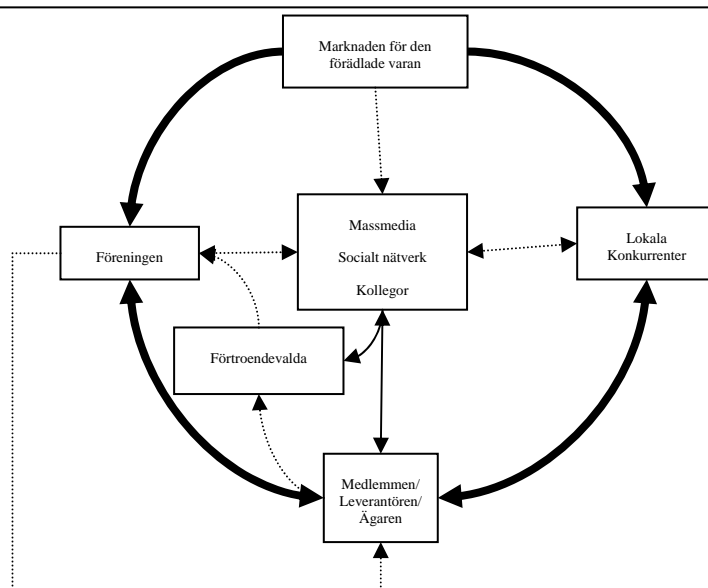 Marknaden för den
förädlade varan
Massmedia
Socialt nätverk
Kollegor
Föreningen
Lokala
Konkurrenter
Förtroendevalda
Medlemmen/
Leverantören/
Ägaren